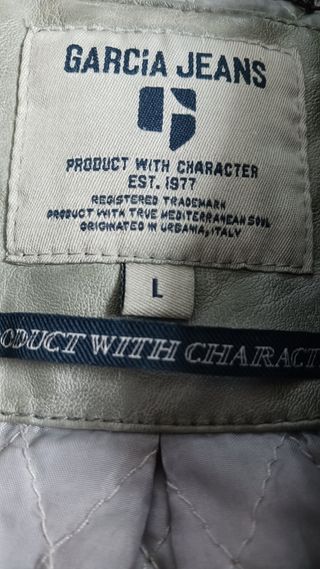 GARCIA JEANS
PRODUCT WITH CHARACTER
EST. 1977
REGISTERED TRADEMARK
PRODUCT WITH TRUE MEDITERRANEAN SOUL
ORIGINATED IN URBANIA, ITALY
L
ODUCT WITH CHARACT